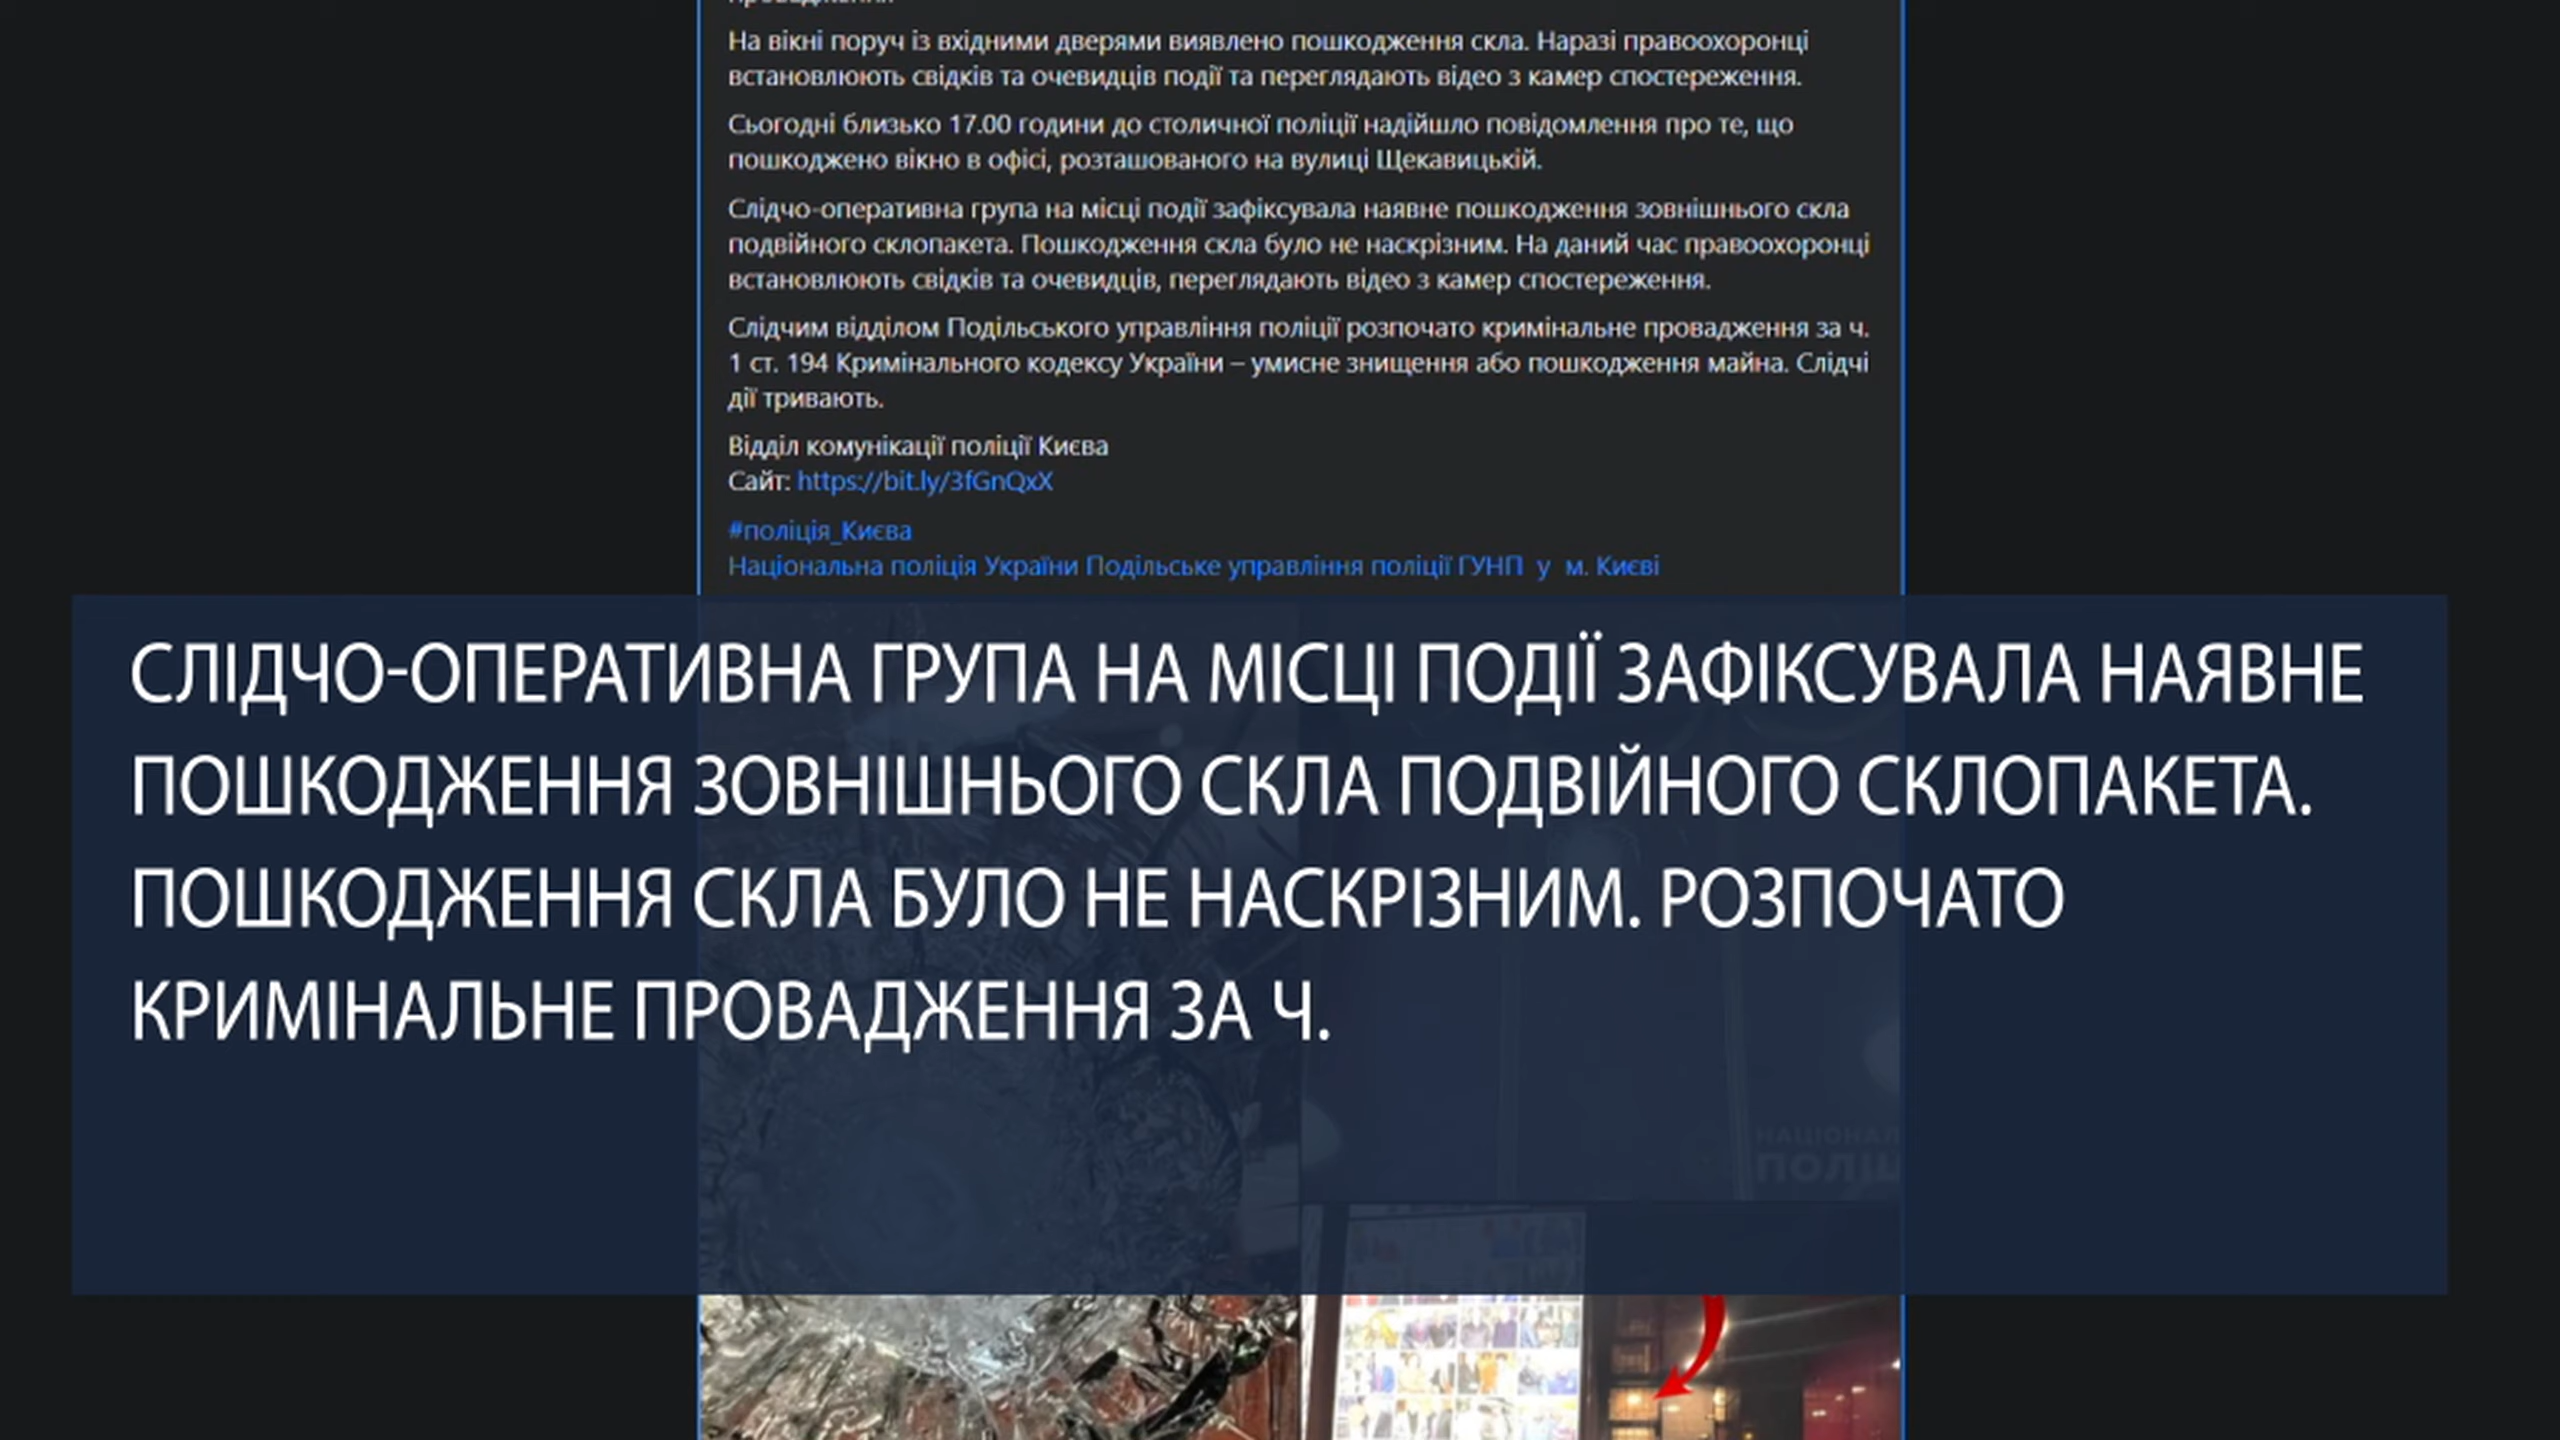 На вікні поруч із вхідними дверями виявлено пошкодження скла. Наразі правоохоронці
встановлюють свідків та очевидців події та переглядають відео з камер спостереження.
Сьогодні близько 17.00 години до столичної поліції надійшло повідомлення про те, що
пошкоджено вікно в офісі, розташованого на вулиці Щекавицькій.
Слідчо-оперативна група на місці події зафіксувала наявне пошкодження зовнішнього скла
подвійного склопакета. Пошкодження скла було не наскрізним. На даний час правоохоронці
встановлюють свідків та очевидців, переглядають відео з камер спостереження.
Слідчим відділом Подільського управління поліції розпочато кримінальне провадження за ч.
1 ст. 194 Кримінального кодексу України – умисне знищення або пошкодження майна. Слідчі
дії тривають.
Відділ комунікації поліції Києва
Сайт: https://bit.ly/3fGnQxX
#поліція_Києва
Національна поліція України Подільське управління поліції ГУНП у м. Києві
СЛІДЧО-ОПЕРАТИВНА ГРУПА НА МІСЦІ ПОДІЇ ЗАФІКСУВАЛА НАЯВНЕ
ПОШКОДЖЕННЯ ЗОВНІШНЬОГО СКЛА ПОДВІЙНОГО СКЛОПАКЕТА.
ПОШКОДЖЕННЯ СКЛА БУЛО НЕ НАСКРІЗНИМ. РОЗПОЧАТО
КРИМІНАЛЬНЕ ПРОВАДЖЕННЯ ЗА Ч.